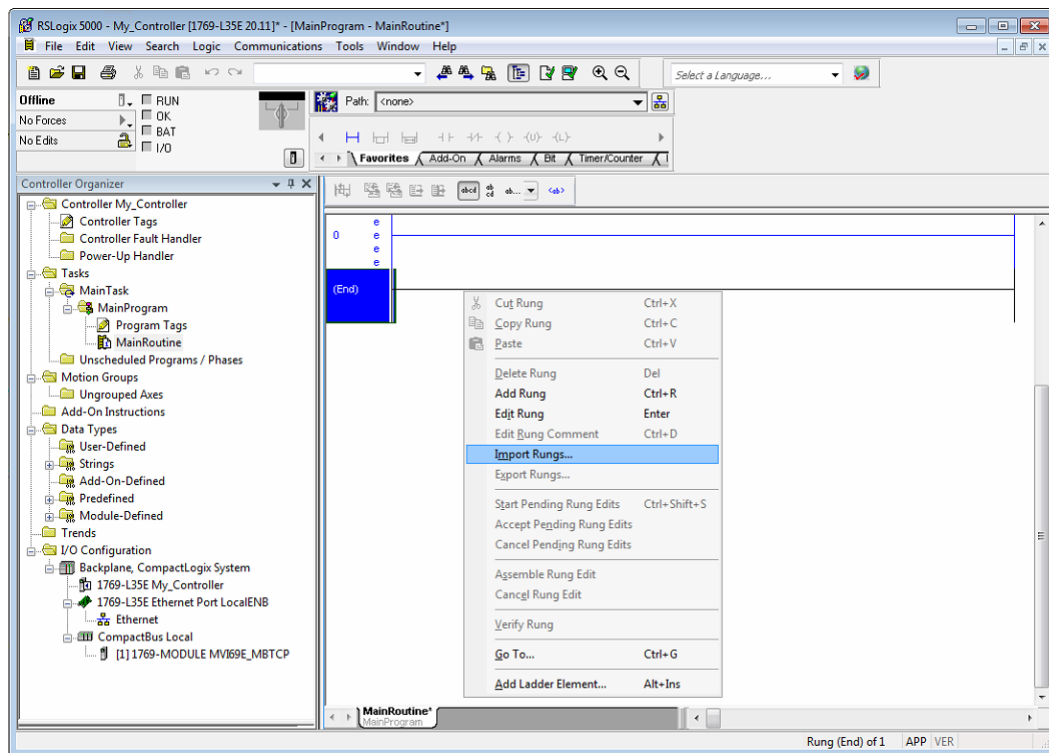 RSLogix 5000 - My_Controller [1769-L35E 20.11]* - [MainProgram - MainRoutine*]
File Edit View Search Logic Communications Tools Window Help
Select a Language...
Offline
RUN
No Forces
OK
No Edits
BAT
I/O
Path: <none>
Favorites Add-On Alarms Bit Timer/Counter
Controller Organizer
Controller My_Controller
Controller Tags
Controller Fault Handler
Power-Up Handler
Tasks
MainTask
MainProgram
Program Tags
MainRoutine
Unscheduled Programs / Phases
Motion Groups
Ungrouped Axes
Add-On Instructions
Data Types
User-Defined
Strings
Add-On-Defined
Predefined
Module-Defined
Trends
I/O Configuration
Backplane, CompactLogix System
1769-L35E My_Controller
1769-L35E Ethernet Port LocalENB
Ethernet
CompactBus Local
[1] 1769-MODULE MVI69E_MBTCP
abcd ab cd ab... <ab>
e
0 e
e
e
(End)
Cut Rung Ctrl+X
Copy Rung Ctrl+C
Paste Ctrl+V
Delete Rung Del
Add Rung Ctrl+R
Edit Rung Enter
Edit Rung Comment Ctrl+D
Import Rungs...
Export Rungs...
Start Pending Rung Edits Ctrl+Shift+S
Accept Pending Rung Edits
Cancel Pending Rung Edits
Assemble Rung Edit
Cancel Rung Edit
Verify Rung
Go To... Ctrl+G
Add Ladder Element... Alt+Ins
MainRoutine*
MainProgram
Rung (End) of 1 APP VER